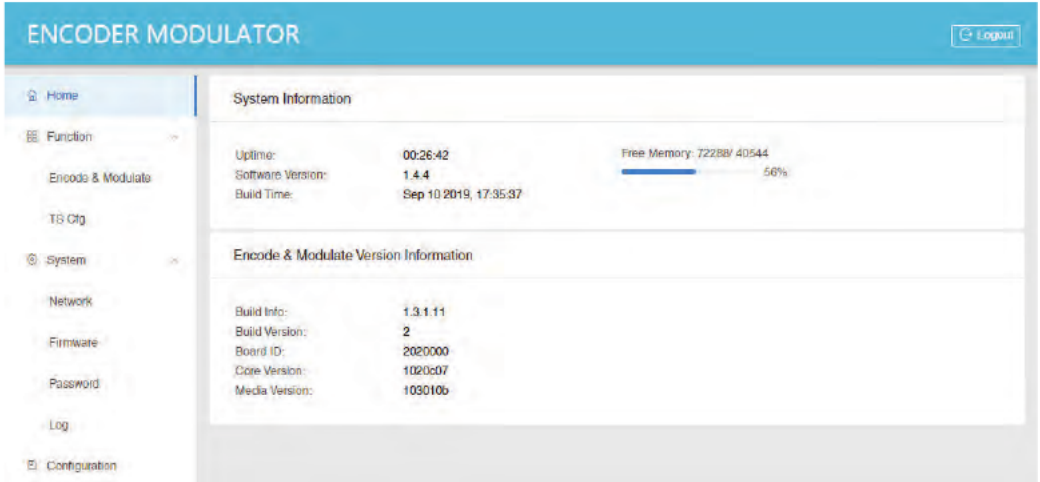 ENCODER MODULATOR
Logout
Home
Function
Encode & Modulate
TS Cfg
System
Network
Firmware
Password
Log
Configuration
System Information
Uptime: 00:26:42
Software Version: 1.4.4
Build Time: Sep 10 2019, 17:35:37
Free Memory: 72288/ 40544
56%
Encode & Modulate Version Information
Build Info: 1.3.1.11
Build Version: 2
Board ID: 2020000
Core Version: 1020c07
Media Version: 103010b